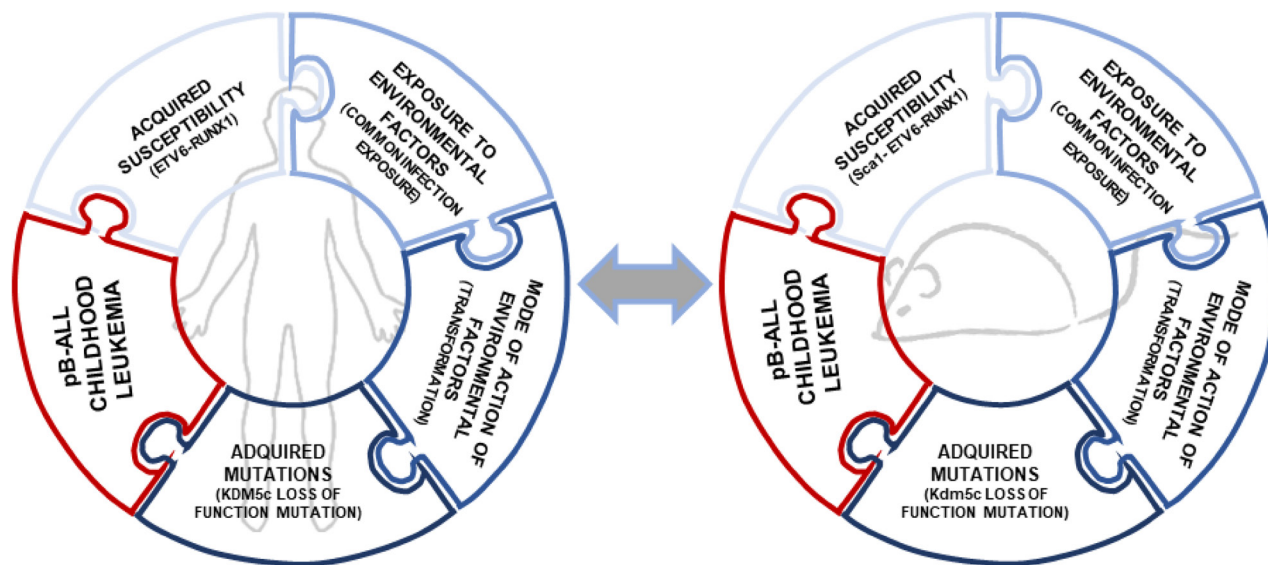 ACQUIRED
SUSCEPTIBILITY
(ETV6-RUNX1)
EXPOSURE TO
ENVIRONMENTAL
FACTORS
(COMMON INFECTION
EXPOSURE)
MODE OF ACTION OF
ENVIRONMENTAL
FACTORS
(TRANSFORMATION)
ADQUIRED
MUTATIONS
(KDM5c LOSS OF
FUNCTION MUTATION)
pB-ALL
CHILDHOOD
LEUKEMIA
ACQUIRED
SUSCEPTIBILITY
(Sca1- ETV6-RUNX1)
EXPOSURE TO
ENVIRONMENTAL
FACTORS
(COMMON INFECTION
EXPOSURE)
MODE OF ACTION OF
ENVIRONMENTAL
FACTORS
(TRANSFORMATION)
ADQUIRED
MUTATIONS
(Kdm5c LOSS OF
FUNCTION MUTATION)
pB-ALL
CHILDHOOD
LEUKEMIA